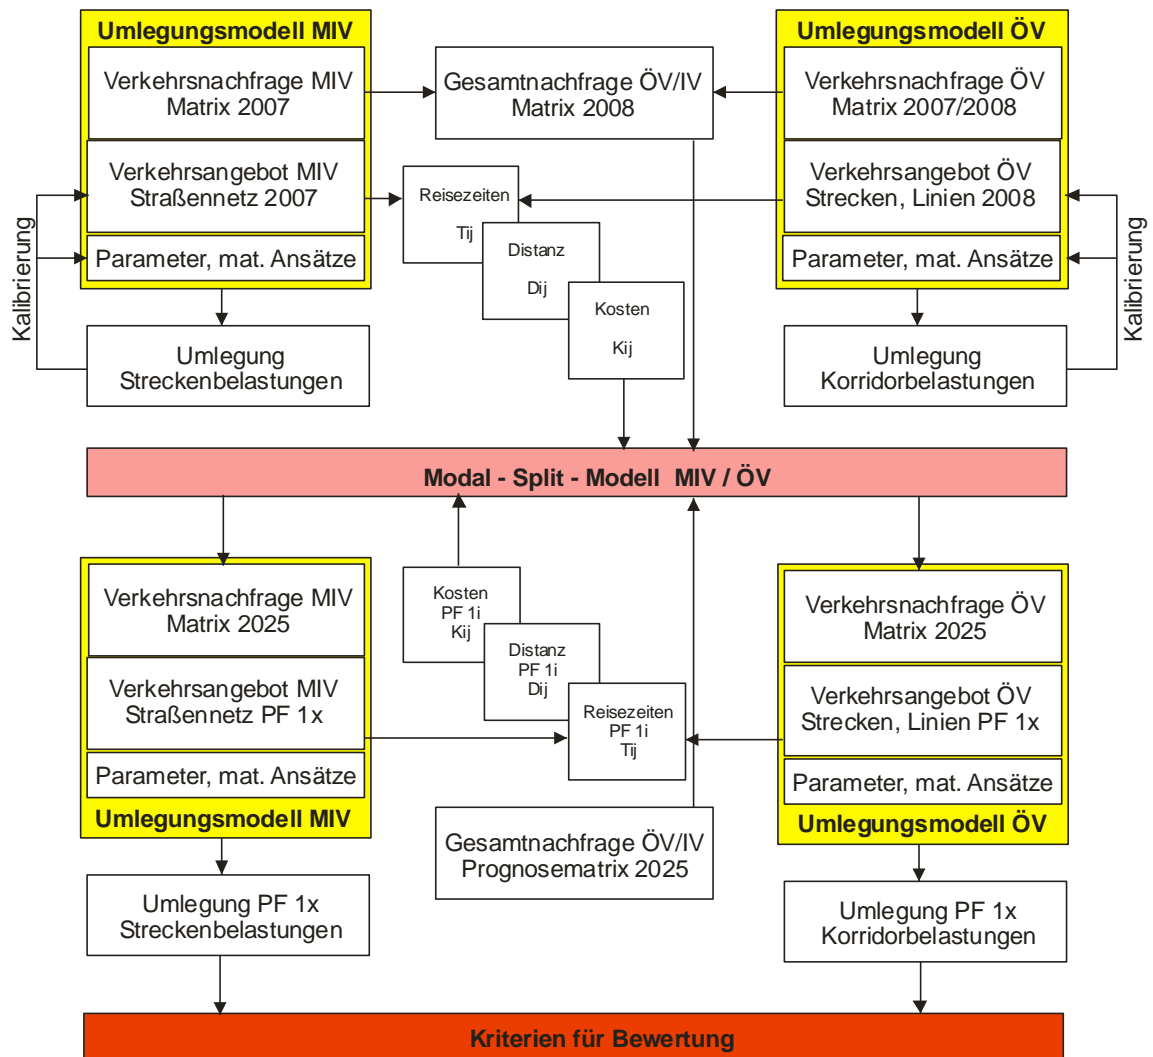 Umlegungsmodell MIV
Verkehrsnachfrage MIV
Matrix 2007
Verkehrsangebot MIV
Straßennetz 2007
Parameter, mat. Ansätze
Kalibrierung
Umlegung
Streckenbelastungen
Gesamtnachfrage ÖV/IV
Matrix 2008
Reisezeiten
Tij
Distanz
Dij
Kosten
Kij
Umlegungsmodell ÖV
Verkehrsnachfrage ÖV
Matrix 2007/2008
Verkehrsangebot ÖV
Strecken, Linien 2008
Parameter, mat. Ansätze
Kalibrierung
Umlegung
Korridorbelastungen
Modal - Split - Modell MIV / ÖV
Verkehrsnachfrage MIV
Matrix 2025
Verkehrsangebot MIV
Straßennetz PF 1x
Parameter, mat. Ansätze
Umlegungsmodell MIV
Umlegung PF 1x
Streckenbelastungen
Kosten
PF 1i
Kij
Distanz
PF 1i
Dij
Reisezeiten
PF 1i
Tij
Gesamtnachfrage ÖV/IV
Prognosematrix 2025
Verkehrsnachfrage ÖV
Matrix 2025
Verkehrsangebot ÖV
Strecken, Linien PF 1x
Parameter, mat. Ansätze
Umlegungsmodell ÖV
Umlegung PF 1x
Korridorbelastungen
Kriterien für Bewertung